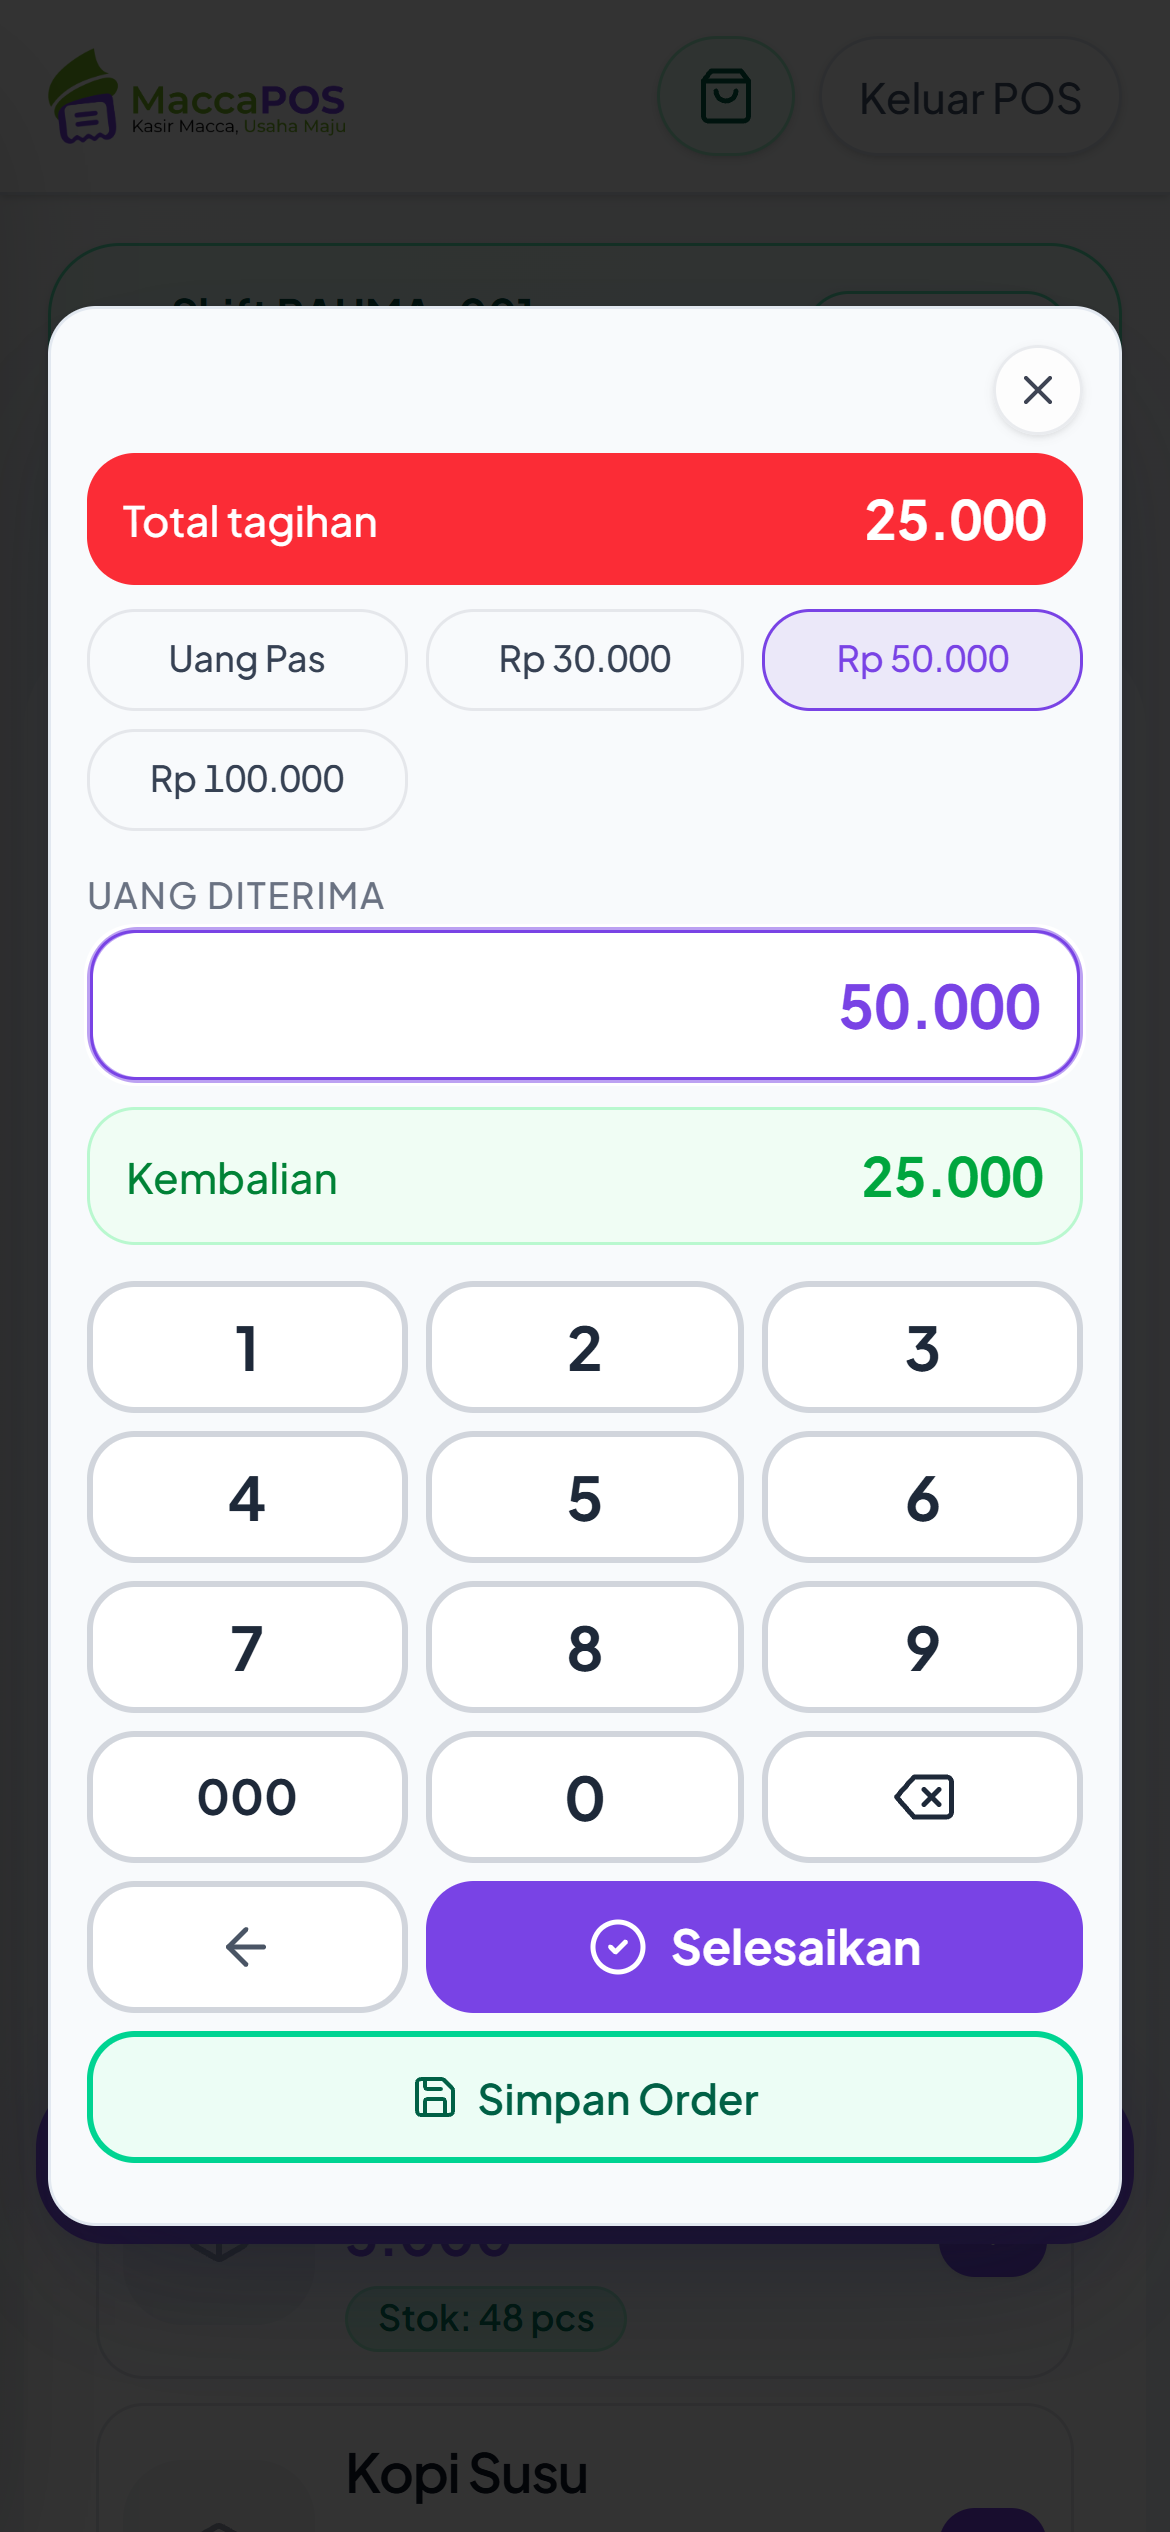 MaccaPOS
Kasir Macca, Usaha Maju
Keluar POS
Total tagihan 25.000
Uang Pas Rp 30.000 Rp 50.000
Rp 100.000
UANG DITERIMA
50.000
Kembalian 25.000
1 2 3
4 5 6
7 8 9
000 0
Selesaikan
Simpan Order
Stok: 48 pcs
Kopi Susu